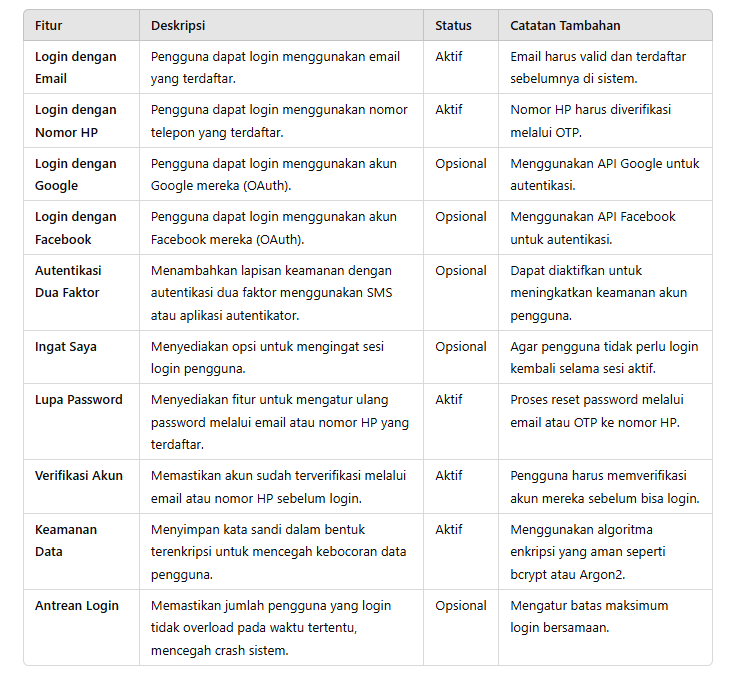 Fitur Deskripsi Status Catatan Tambahan
Login dengan Pengguna dapat login menggunakan email Aktif Email harus valid dan terdaftar
Email yang terdaftar. sebelumnya di sistem.
Login dengan Pengguna dapat login menggunakan nomor Aktif Nomor HP harus diverifikasi
Nomor HP telepon yang terdaftar. melalui OTP.
Login dengan Pengguna dapat login menggunakan akun Opsional Menggunakan API Google untuk
Google Google mereka (OAuth). autentikasi.
Login dengan Pengguna dapat login menggunakan akun Opsional Menggunakan API Facebook
Facebook Facebook mereka (OAuth). untuk autentikasi.
Autentikasi Menambahkan lapisan keamanan dengan Opsional Dapat diaktifkan untuk
Dua Faktor autentikasi dua faktor menggunakan SMS meningkatkan keamanan akun
atau aplikasi autentikator. pengguna.
Ingat Saya Menyediakan opsi untuk mengingat sesi Opsional Agar pengguna tidak perlu login
login pengguna. kembali selama sesi aktif.
Lupa Password Menyediakan fitur untuk mengatur ulang Aktif Proses reset password melalui
password melalui email atau nomor HP yang email atau OTP ke nomor HP.
terdaftar.
Verifikasi Akun Memastikan akun sudah terverifikasi melalui Aktif Pengguna harus memverifikasi
email atau nomor HP sebelum login. akun mereka sebelum bisa login.
Keamanan Menyimpan kata sandi dalam bentuk Aktif Menggunakan algoritma
Data terenkripsi untuk mencegah kebocoran data enkripsi yang aman seperti
pengguna. bcrypt atau Argon2.
Antrean Login Memastikan jumlah pengguna yang login Opsional Mengatur batas maksimum
tidak overload pada waktu tertentu, login bersamaan.
mencegah crash sistem.